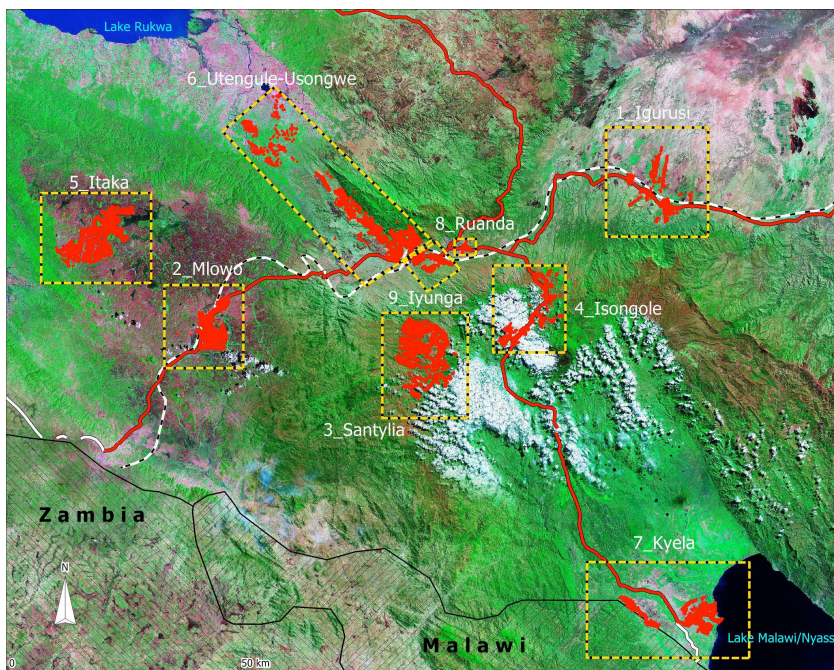 Lake Rukwa
6_Utengule-Usongwe
1_Igurusi
5_Itaka
8_Ruanda
2_Mlowo
9_Iyunga
4_Isongole
3_Santylia
Zambia
7_Kyela
N
Lake Malawi/Nyass
Malawi
0
50 km